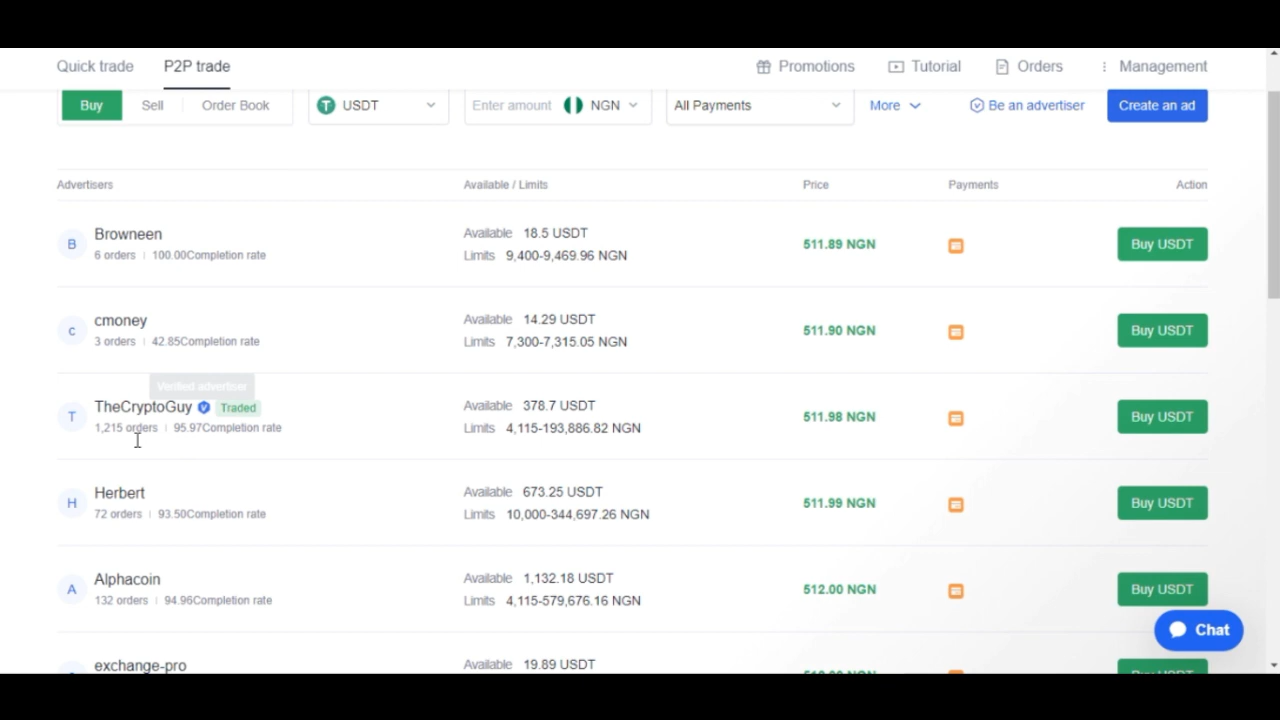 Quick trade P2P trade Promotions Tutorial Orders Management
Buy Sell Order Book T USDT Enter amount NGN All Payments More Be an advertiser Create an ad
Advertisers Available / Limits Price Payments Action
B Browneen Available 18.5 USDT 511.89 NGN Buy USDT
6 orders | 100.00Completion rate Limits 9,400-9,469.96 NGN
c cmoney Available 14.29 USDT 511.90 NGN Buy USDT
3 orders | 42.85Completion rate Limits 7,300-7,315.05 NGN
Verified advertiser
T TheCryptoGuy Traded Available 378.7 USDT 511.98 NGN Buy USDT
1,215 orders | 95.97Completion rate Limits 4,115-193,886.82 NGN
H Herbert Available 673.25 USDT 511.99 NGN Buy USDT
72 orders | 93.50Completion rate Limits 10,000-344,697.26 NGN
A Alphacoin Available 1,132.18 USDT 512.00 NGN Buy USDT
132 orders | 94.96Completion rate Limits 4,115-579,676.16 NGN
Chat
exchange-pro Available 19.89 USDT